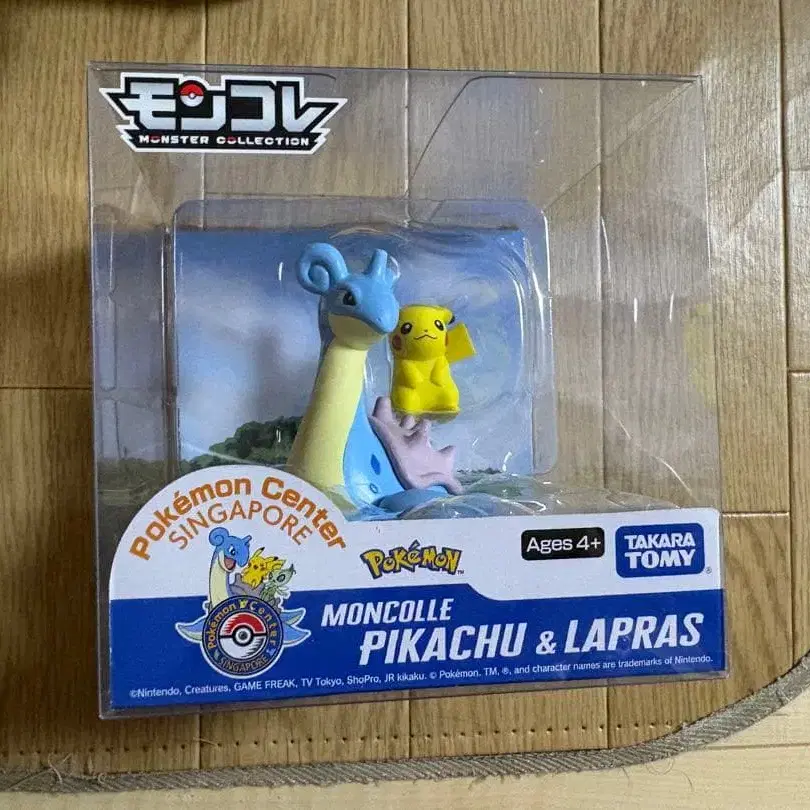 モンコレ
MONSTER COLLECTION
Pokémon Center
SINGAPORE
POKéMON™
Ages 4+
TAKARA TOMY®
Pokémon Center
SINGAPORE
MONCOLLE
PIKACHU & LAPRAS
©Nintendo, Creatures, GAME FREAK, TV Tokyo, ShoPro, JR kikaku. © Pokémon. TM, ®, and character names are trademarks of Nintendo.